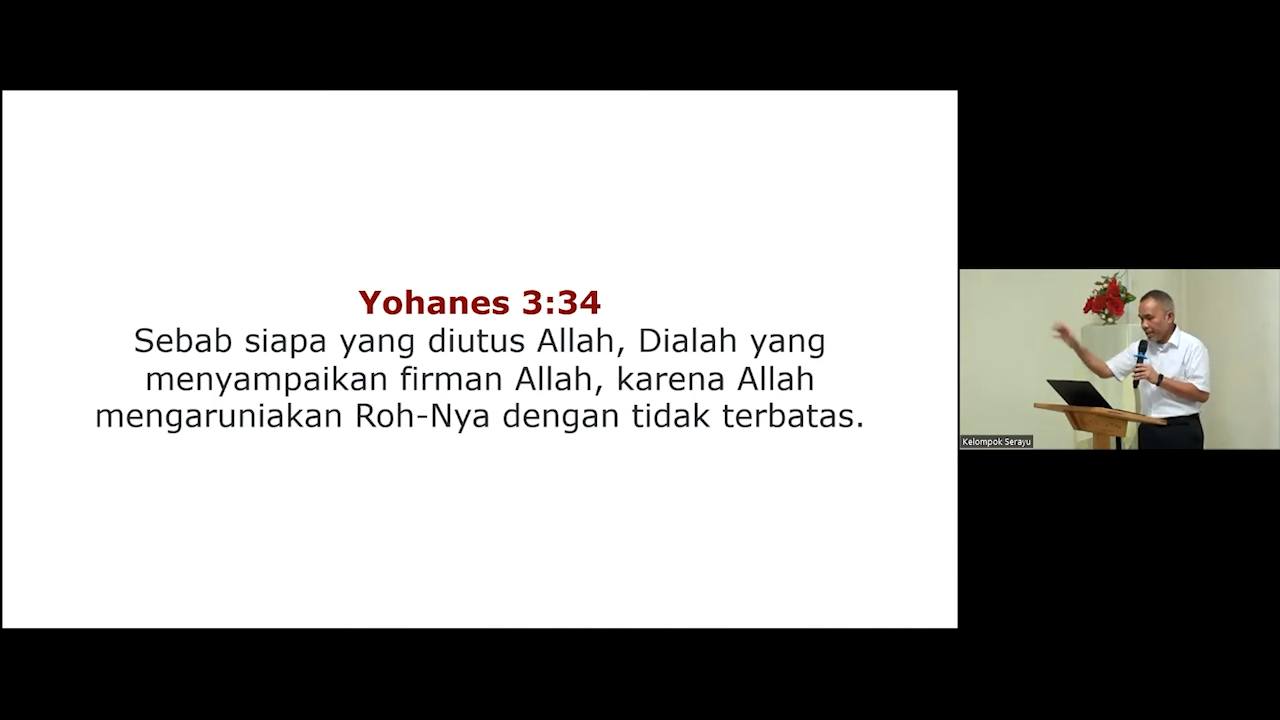 Yohanes 3:34
Sebab siapa yang diutus Allah, Dialah yang
menyampaikan firman Allah, karena Allah
mengaruniakan Roh-Nya dengan tidak terbatas.
Kelompok Serayu